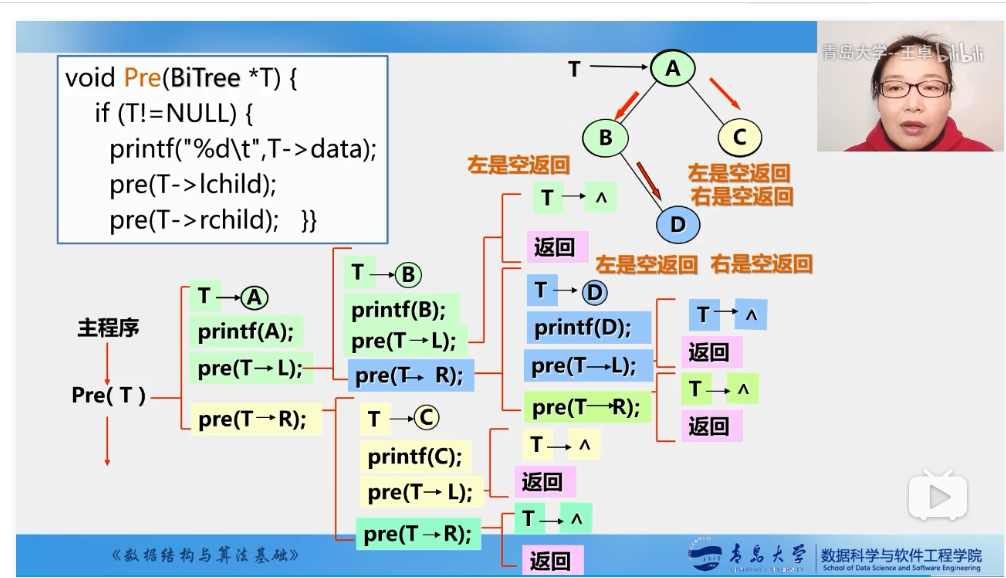 青岛大学--王卓 bilibili
void Pre(BiTree *T) {
if (T!=NULL) {
printf("%d\t",T->data);
pre(T->lchild);
pre(T->rchild); }}
T → A
B
C
D
左是空返回
左是空返回
右是空返回
左是空返回 右是空返回
主程序
Pre( T )
T → A
printf(A);
pre(T→ L);
pre(T→R);
T → B
printf(B);
pre(T→ L);
pre(T→ R);
T → ∧
返回
T → D
printf(D);
pre(T→L);
pre(T→R);
T → ∧
返回
T → ∧
返回
T → C
printf(C);
pre(T→ L);
pre(T→R);
T → ∧
返回
T → ∧
返回
《数据结构与算法基础》
青岛大学
QINGDAO UNIVERSITY
数据科学与软件工程学院
School of Data Science and Software Engineering